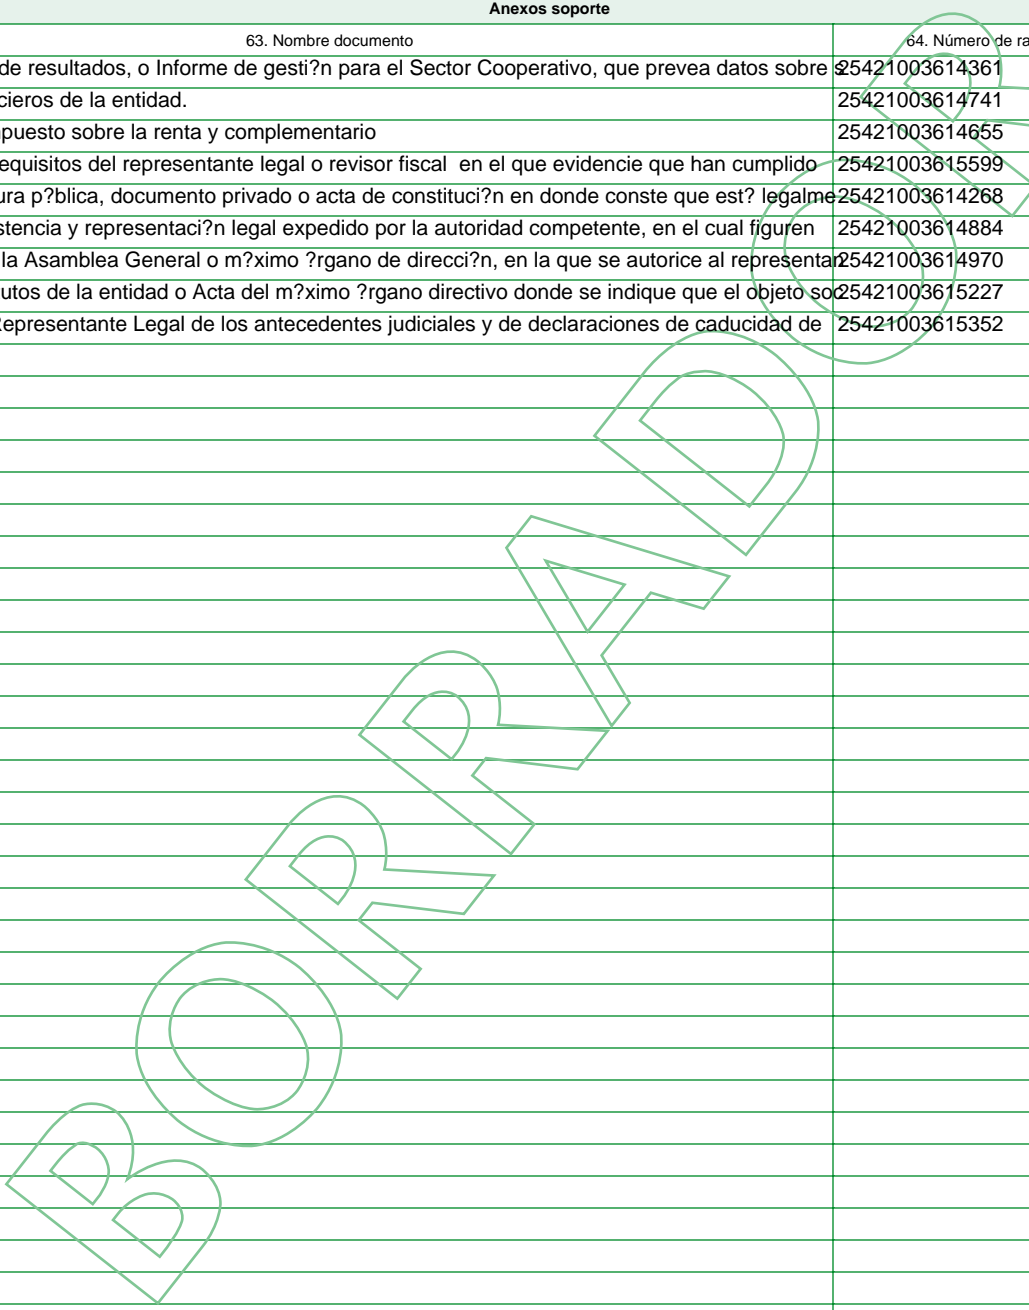 Anexos soporte
63. Nombre documento 64. Número de ra
de resultados, o Informe de gesti?n para el Sector Cooperativo, que prevea datos sobre s 25421003614361
cieros de la entidad. 25421003614741
puesto sobre la renta y complementario 25421003614655
equisitos del representante legal o revisor fiscal en el que evidencie que han cumplido 25421003615599
ura p?blica, documento privado o acta de constituci?n en donde conste que est? legalme 25421003614268
stencia y representaci?n legal expedido por la autoridad competente, en el cual figuren 25421003614884
la Asamblea General o m?ximo ?rgano de direcci?n, en la que se autorice al representan 25421003614970
utos de la entidad o Acta del m?ximo ?rgano directivo donde se indique que el objeto soc 25421003615227
Representante Legal de los antecedentes judiciales y de declaraciones de caducidad de 25421003615352
BORRADOR